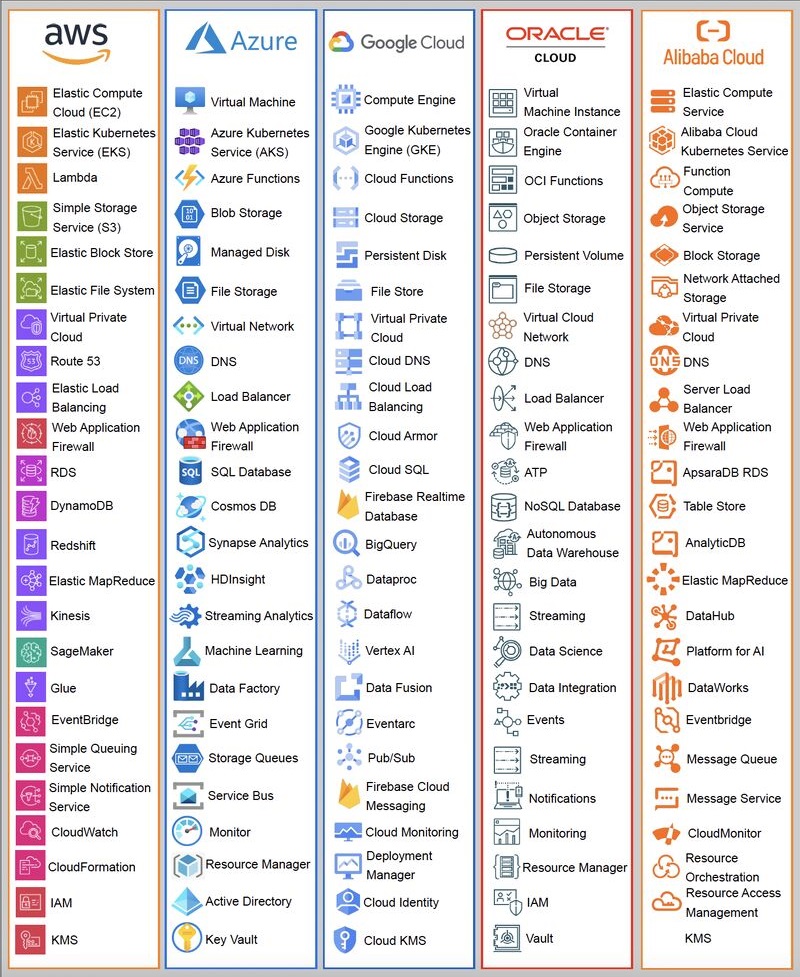 aws
Elastic Compute
Cloud (EC2)
Elastic Kubernetes
Service (EKS)
Lambda
Simple Storage
Service (S3)
Elastic Block Store
Elastic File System
Virtual Private
Cloud
53
Route 53
Elastic Load
Balancing
Web Application
Firewall
RDS
DynamoDB
Redshift
Elastic MapReduce
Kinesis
SageMaker
Glue
EventBridge
Simple Queuing
Service
Simple Notification
Service
CloudWatch
CloudFormation
IAM
KMS
Azure
Virtual Machine
Azure Kubernetes
Service (AKS)
Azure Functions
10
01
Blob Storage
Managed Disk
File Storage
Virtual Network
DNS
DNS
Load Balancer
Web Application
Firewall
SQL
SQL Database
Cosmos DB
Synapse Analytics
HDInsight
Streaming Analytics
Machine Learning
Data Factory
Event Grid
Storage Queues
Service Bus
Monitor
Resource Manager
Active Directory
Key Vault
Google Cloud
Compute Engine
Google Kubernetes
Engine (GKE)
Cloud Functions
Cloud Storage
Persistent Disk
File Store
Virtual Private
Cloud
Cloud DNS
Cloud Load
Balancing
Cloud Armor
Cloud SQL
Firebase Realtime
Database
BigQuery
Dataproc
Dataflow
Vertex AI
Data Fusion
Eventarc
Pub/Sub
Firebase Cloud
Messaging
Cloud Monitoring
Deployment
Manager
Cloud Identity
Cloud KMS
ORACLE®
CLOUD
Virtual
Machine Instance
Oracle Container
Engine
OCI Functions
Object Storage
Persistent Volume
File Storage
Virtual Cloud
Network
DNS
Load Balancer
Web Application
Firewall
ATP
NoSQL Database
Autonomous
Data Warehouse
Big Data
Streaming
Data Science
Data Integration
Events
Streaming
Notifications
Monitoring
Resource Manager
IAM
Vault
Alibaba Cloud
Elastic Compute
Service
Alibaba Cloud
Kubernetes Service
Function
Compute
Object Storage
Service
Block Storage
Network Attached
Storage
Virtual Private
Cloud
DNS
DNS
Server Load
Balancer
Web Application
Firewall
ApsaraDB RDS
Table Store
AnalyticDB
Elastic MapReduce
DataHub
Platform for AI
DataWorks
Eventbridge
Message Queue
Message Service
CloudMonitor
Resource
Orchestration
Resource Access
Management
KMS